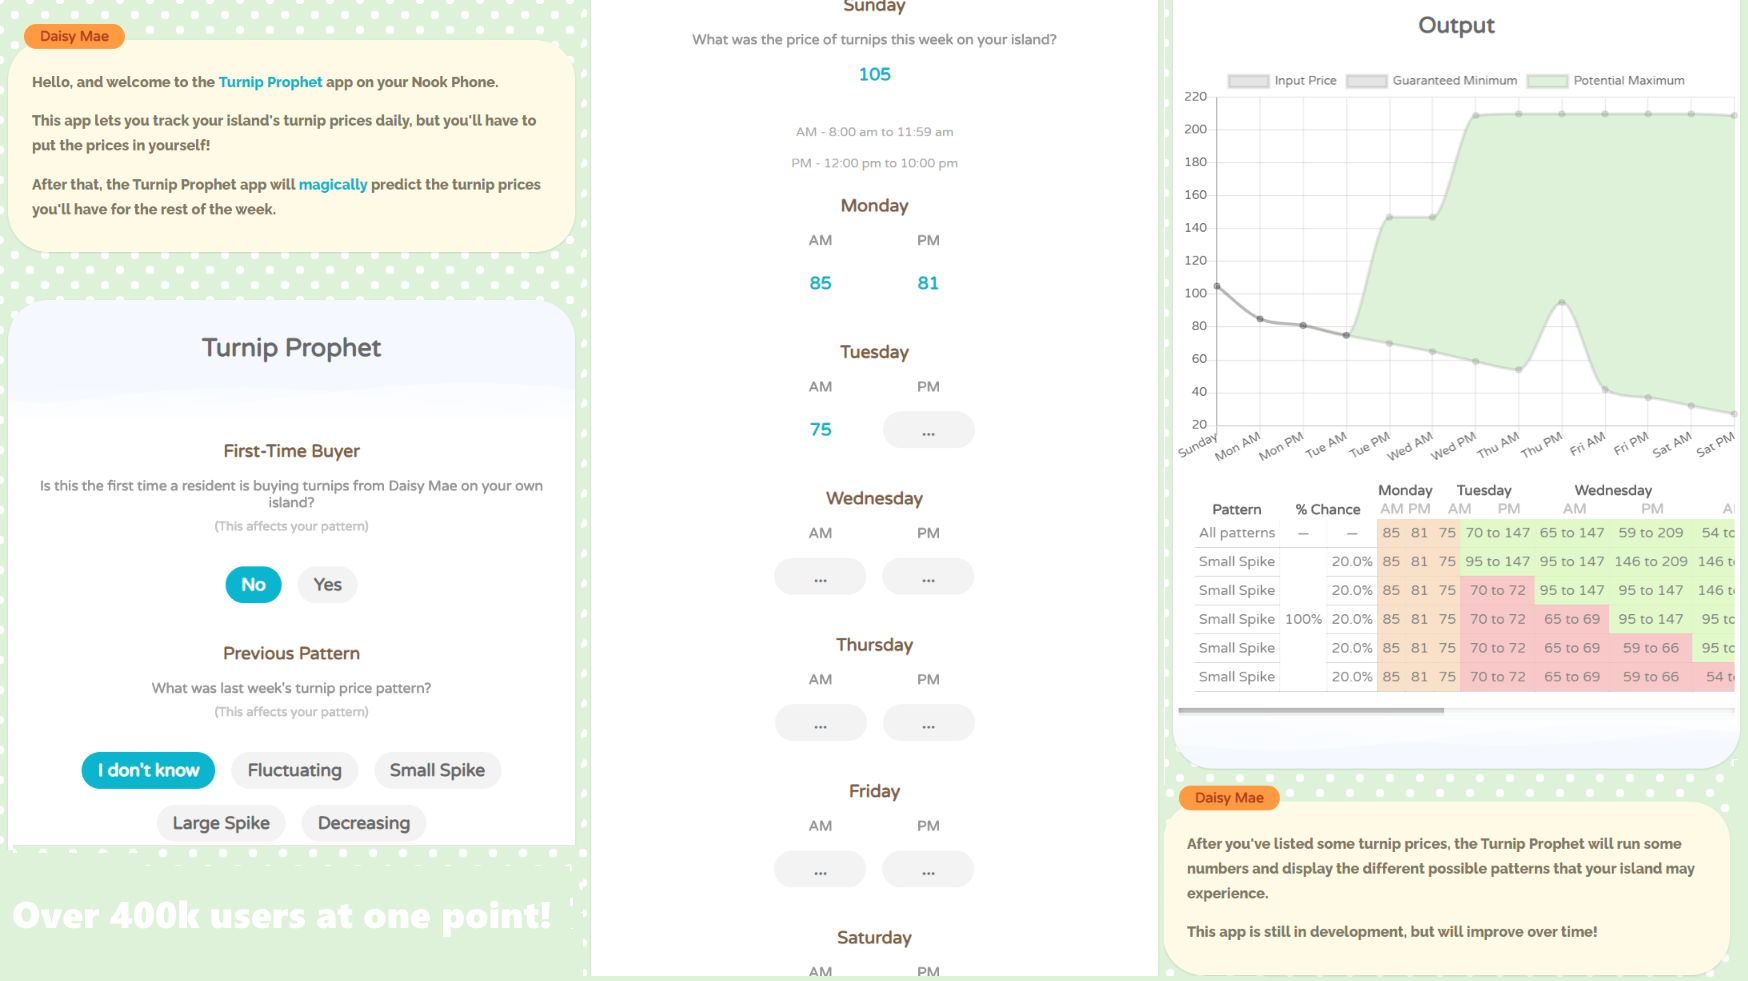 Daisy Mae
Hello, and welcome to the Turnip Prophet app on your Nook Phone.
This app lets you track your island's turnip prices daily, but you'll have to
put the prices in yourself!
After that, the Turnip Prophet app will magically predict the turnip prices
you'll have for the rest of the week.
Turnip Prophet
First-Time Buyer
Is this the first time a resident is buying turnips from Daisy Mae on your own
island?
(This affects your pattern)
No Yes
Previous Pattern
What was last week's turnip price pattern?
(This affects your pattern)
I don't know Fluctuating Small Spike
Large Spike Decreasing
Over 400k users at one point!
Sunday
What was the price of turnips this week on your island?
105
AM - 8:00 am to 11:59 am
PM - 12:00 pm to 10:00 pm
Monday
AM PM
85 81
Tuesday
AM PM
75 ...
Wednesday
AM PM
... ...
Thursday
AM PM
... ...
Friday
AM PM
... ...
Saturday
AM PM
Output
Input Price Guaranteed Minimum Potential Maximum
220
200
180
160
140
120
100
80
60
40
20
Sunday Mon AM Mon PM Tue AM Tue PM Wed AM Wed PM Thu AM Thu PM Fri AM Fri PM Sat AM Sat PM
Monday Tuesday Wednesday
Pattern % Chance AM PM AM PM AM PM A
All patterns — — 85 81 75 70 to 147 65 to 147 59 to 209 54 to
Small Spike 20.0% 85 81 75 95 to 147 95 to 147 146 to 209 146 t
Small Spike 20.0% 85 81 75 70 to 72 95 to 147 95 to 147 146 t
Small Spike 100% 20.0% 85 81 75 70 to 72 65 to 69 95 to 147 95 to
Small Spike 20.0% 85 81 75 70 to 72 65 to 69 59 to 66 95 to
Small Spike 20.0% 85 81 75 70 to 72 65 to 69 59 to 66 54 t
Daisy Mae
After you've listed some turnip prices, the Turnip Prophet will run some
numbers and display the different possible patterns that your island may
experience.
This app is still in development, but will improve over time!